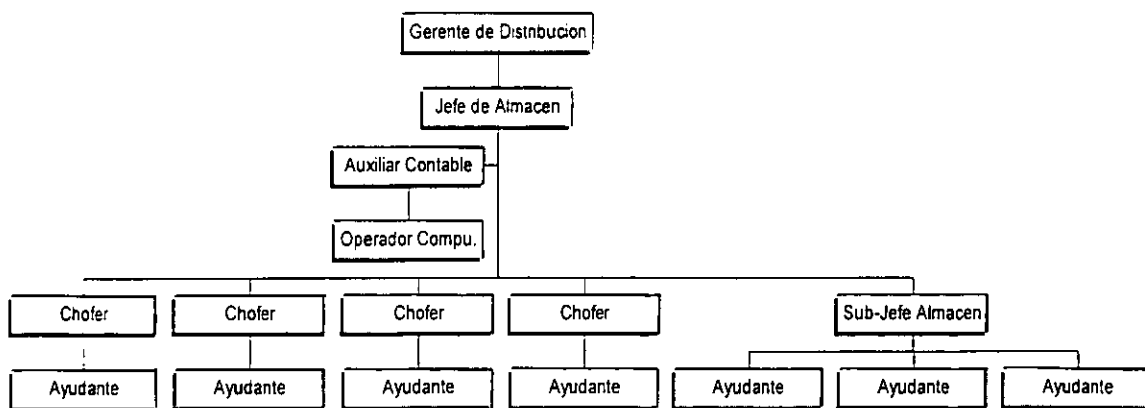 Gerente de Distribucion
Jefe de Almacen
Auxiliar Contable
Operador Compu.
Chofer Chofer Chofer Chofer Sub-Jefe Almacen
Ayudante Ayudante Ayudante Ayudante Ayudante Ayudante Ayudante